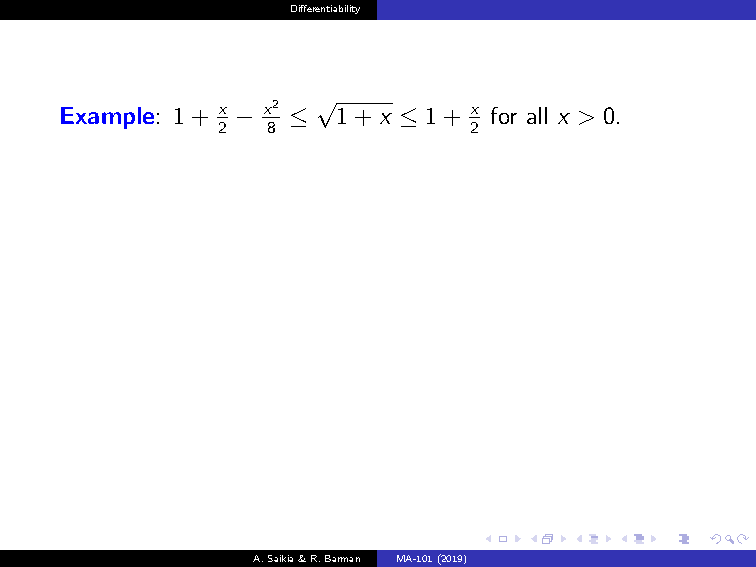 Differentiability
Example: 1 + x/2 − x²/8 ≤ √(1 + x) ≤ 1 + x/2 for all x > 0.
A. Saikia & R. Barman MA-101 (2019)